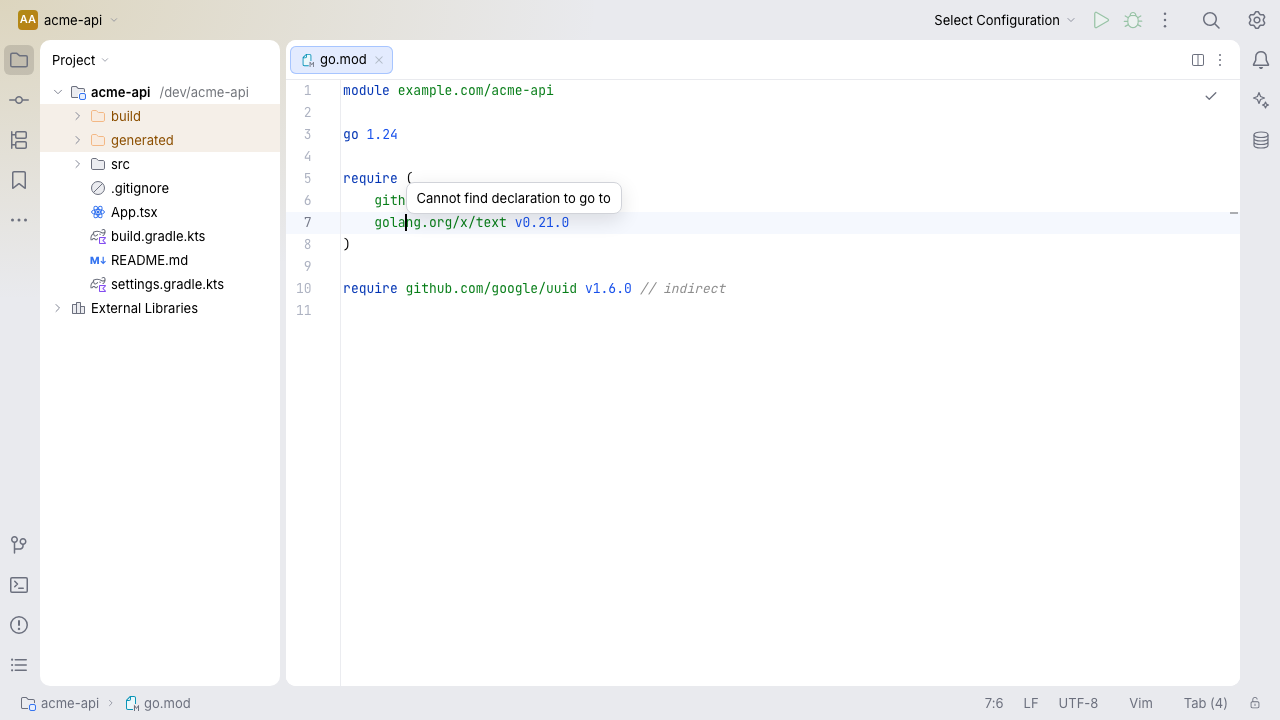 AA acme-api
Select Configuration
Project
acme-api /dev/acme-api
build
generated
src
.gitignore
App.tsx
build.gradle.kts
README.md
settings.gradle.kts
External Libraries
go.mod
1 module example.com/acme-api
2
3 go 1.24
4
5 require (
Cannot find declaration to go to
6 gith
7 golang.org/x/text v0.21.0
8 )
9
10 require github.com/google/uuid v1.6.0 // indirect
11
acme-api
go.mod
7:6 LF UTF-8 Vim Tab (4)